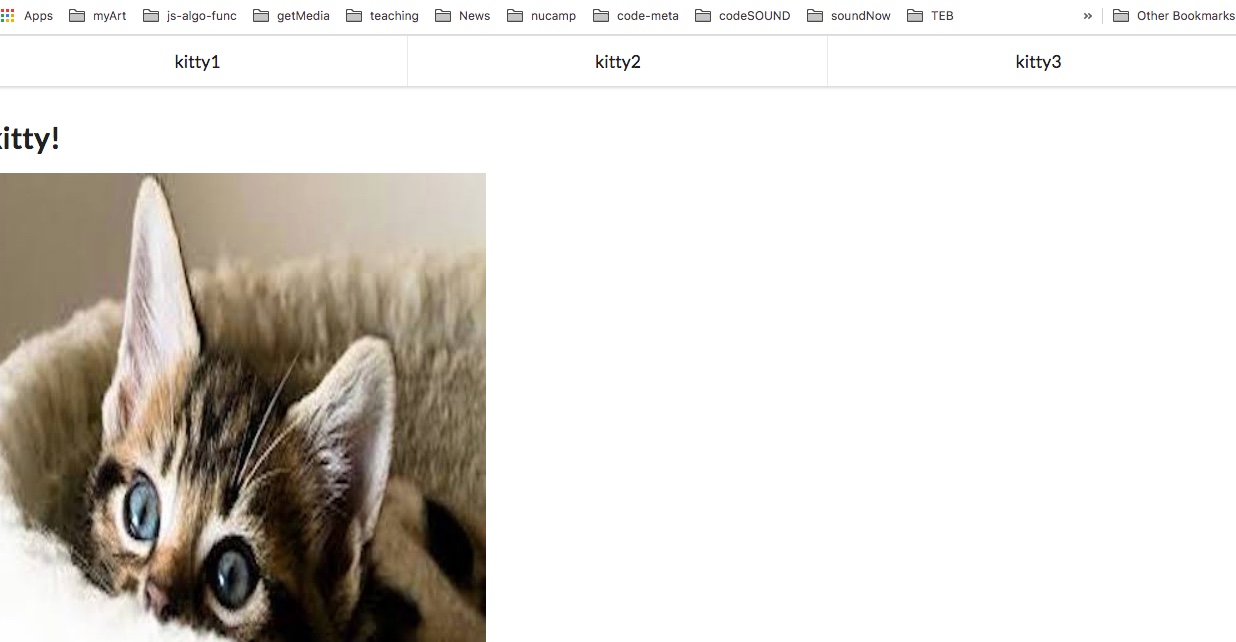 Apps myArt js-algo-func getMedia teaching News nucamp code-meta codeSOUND soundNow TEB » Other Bookmarks
kitty1 kitty2 kitty3
kitty!